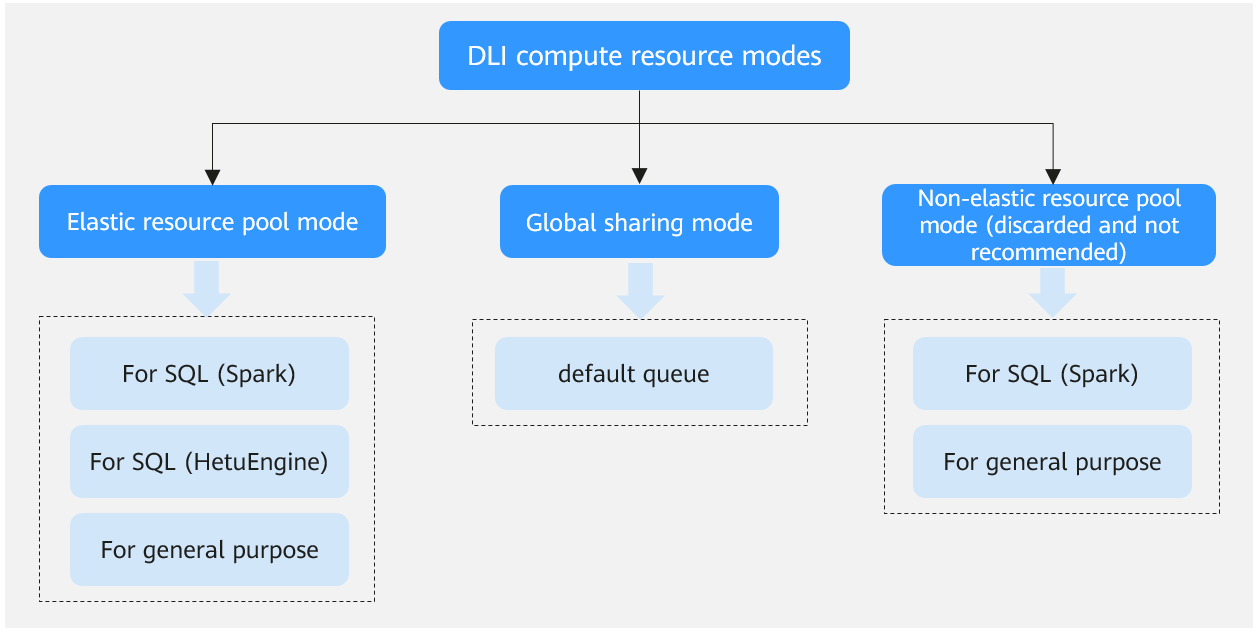 DLI compute resource modes
Elastic resource pool mode
Global sharing mode
Non-elastic resource pool
mode (discarded and not
recommended)
For SQL (Spark)
For SQL (HetuEngine)
For general purpose
default queue
For SQL (Spark)
For general purpose